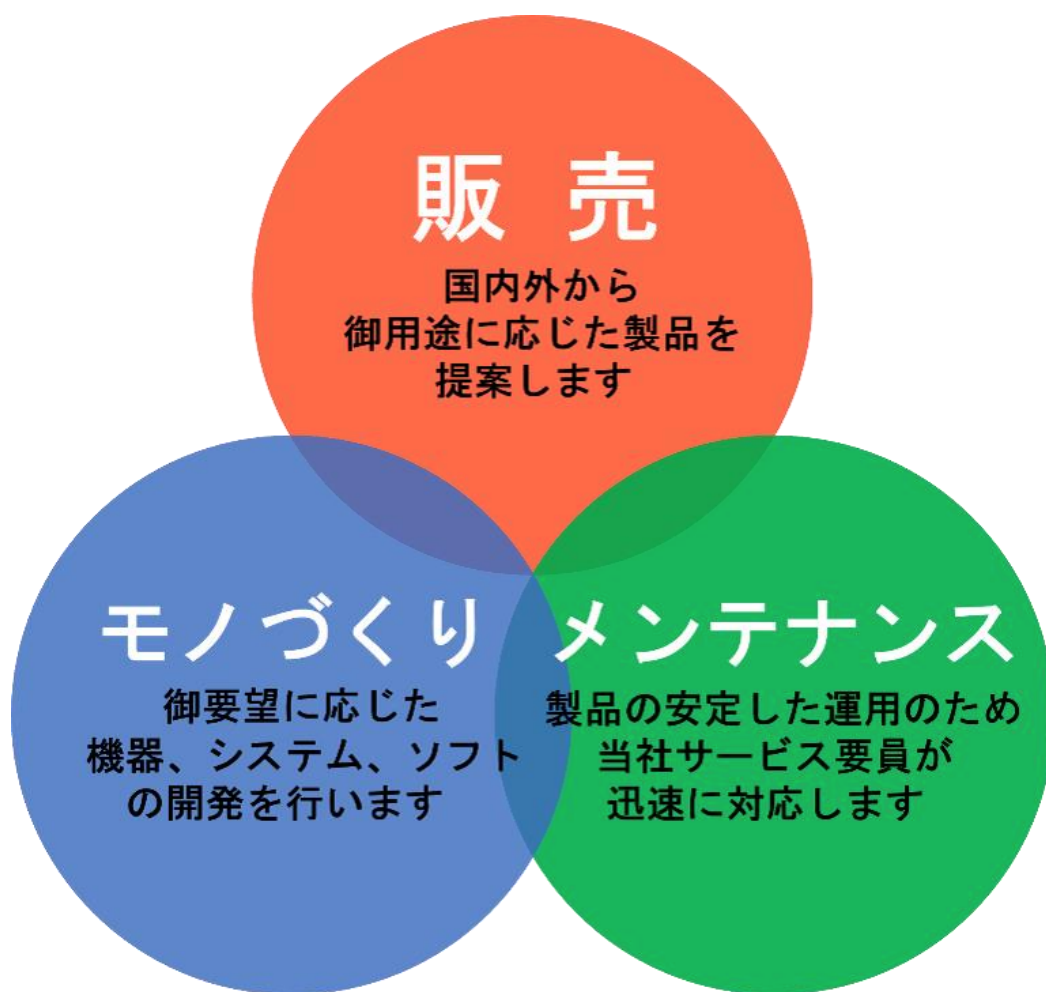 販売
国内外から
御用途に応じた製品を
提案します
モノづくり
御要望に応じた
機器、システム、ソフト
の開発を行います
メンテナンス
製品の安定した運用のため
当社サービス要員が
迅速に対応します